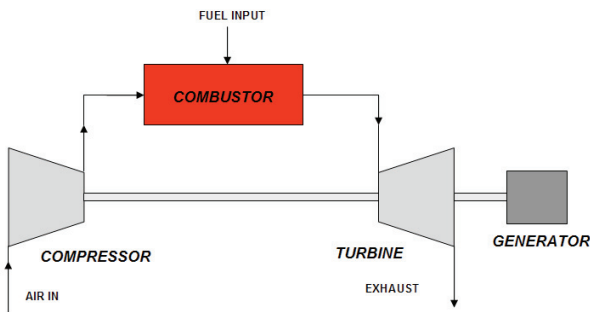 FUEL INPUT
COMBUSTOR
COMPRESSOR
TURBINE
GENERATOR
AIR IN
EXHAUST